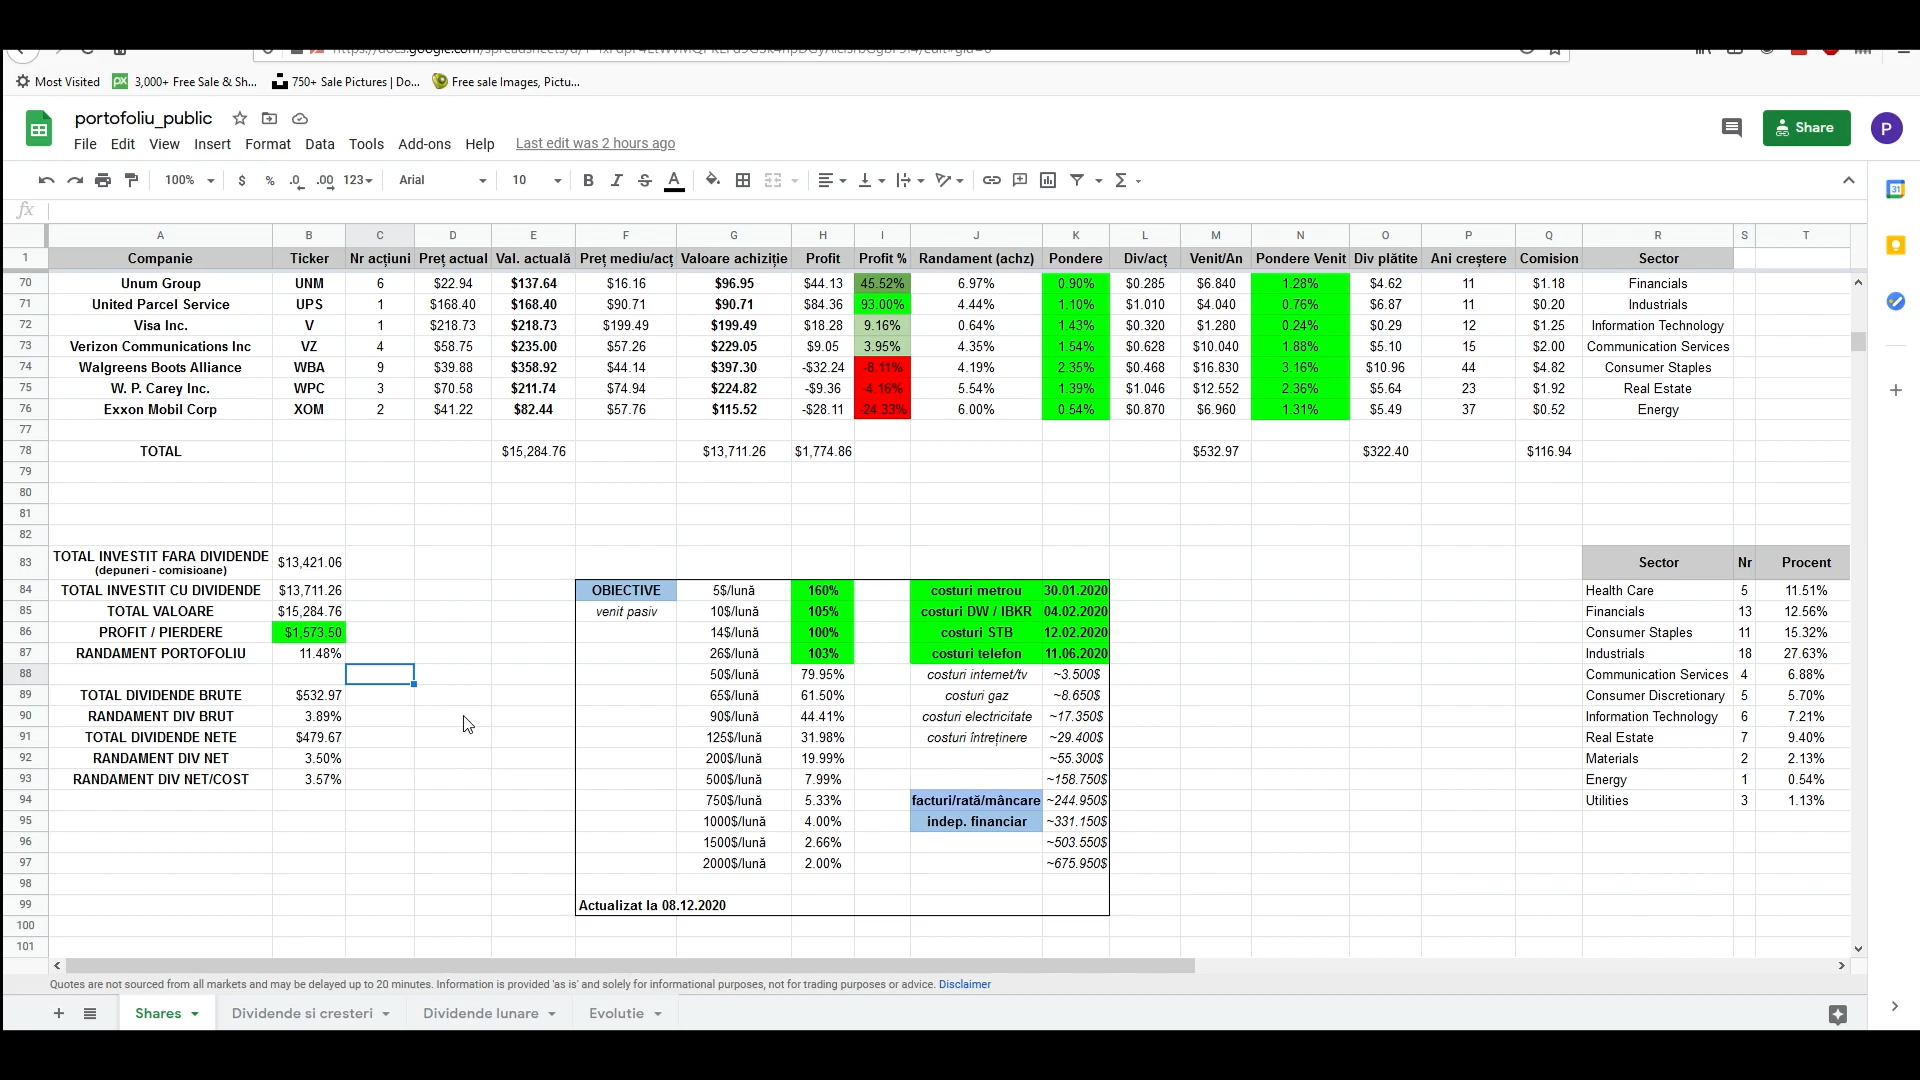 Most Visited 3,000+ Free Sale & Sh... 750+ Sale Pictures | Do... Free sale Images, Pictu...
portofoliu_public
Share
P
File Edit View Insert Format Data Tools Add-ons Help Last edit was 2 hours ago
100% $ % .0 .00 123 Arial 10 B I S A
31
fx
A B C D E F G H I J K L M N O P Q R S T
1 Companie Ticker Nr acțiuni Preț actual Val. actuală Preț mediu/acț Valoare achiziție Profit Profit % Randament (achz) Pondere Div/acț Venit/An Pondere Venit Div plătite Ani creștere Comision Sector
70 Unum Group UNM 6 $22.94 $137.64 $16.16 $96.95 $44.13 45.52% 6.97% 0.90% $0.285 $6.840 1.28% $4.62 11 $1.18 Financials
71 United Parcel Service UPS 1 $168.40 $168.40 $90.71 $90.71 $84.36 93.00% 4.44% 1.10% $1.010 $4.040 0.76% $6.87 11 $0.20 Industrials
72 Visa Inc. V 1 $218.73 $218.73 $199.49 $199.49 $18.28 9.16% 0.64% 1.43% $0.320 $1.280 0.24% $0.29 12 $1.25 Information Technology
73 Verizon Communications Inc VZ 4 $58.75 $235.00 $57.26 $229.05 $9.05 3.95% 4.35% 1.54% $0.628 $10.040 1.88% $5.10 15 $2.00 Communication Services
74 Walgreens Boots Alliance WBA 9 $39.88 $358.92 $44.14 $397.30 -$32.24 -8.11% 4.19% 2.35% $0.468 $16.830 3.16% $10.96 44 $4.82 Consumer Staples
75 W. P. Carey Inc. WPC 3 $70.58 $211.74 $74.94 $224.82 -$9.36 -4.16% 5.54% 1.39% $1.046 $12.552 2.36% $5.64 23 $1.92 Real Estate
76 Exxon Mobil Corp XOM 2 $41.22 $82.44 $57.76 $115.52 -$28.11 -24.33% 6.00% 0.54% $0.870 $6.960 1.31% $5.49 37 $0.52 Energy
77
78 TOTAL $15,284.76 $13,711.26 $1,774.86 $532.97 $322.40 $116.94
79
80
81
82
83 TOTAL INVESTIT FARA DIVIDENDE $13,421.06 Sector Nr Procent
(depuneri - comisioane)
84 TOTAL INVESTIT CU DIVIDENDE $13,711.26 OBIECTIVE 5$/lună 160% costuri metrou 30.01.2020 Health Care 5 11.51%
85 TOTAL VALOARE $15,284.76 venit pasiv 10$/lună 105% costuri DW / IBKR 04.02.2020 Financials 13 12.56%
86 PROFIT / PIERDERE $1,573.50 14$/lună 100% costuri STB 12.02.2020 Consumer Staples 11 15.32%
87 RANDAMENT PORTOFOLIU 11.48% 26$/lună 103% costuri telefon 11.06.2020 Industrials 18 27.63%
88 50$/lună 79.95% costuri internet/tv ~3.500$ Communication Services 4 6.88%
89 TOTAL DIVIDENDE BRUTE $532.97 65$/lună 61.50% costuri gaz ~8.650$ Consumer Discretionary 5 5.70%
90 RANDAMENT DIV BRUT 3.89% 90$/lună 44.41% costuri electricitate ~17.350$ Information Technology 6 7.21%
91 TOTAL DIVIDENDE NETE $479.67 125$/lună 31.98% costuri întreținere ~29.400$ Real Estate 7 9.40%
92 RANDAMENT DIV NET 3.50% 200$/lună 19.99% ~55.300$ Materials 2 2.13%
93 RANDAMENT DIV NET/COST 3.57% 500$/lună 7.99% ~158.750$ Energy 1 0.54%
94 750$/lună 5.33% facturi/rată/mâncare ~244.950$ Utilities 3 1.13%
95 1000$/lună 4.00% indep. financiar ~331.150$
96 1500$/lună 2.66% ~503.550$
97 2000$/lună 2.00% ~675.950$
98
99 Actualizat la 08.12.2020
100
101
Quotes are not sourced from all markets and may be delayed up to 20 minutes. Information is provided 'as is' and solely for informational purposes, not for trading purposes or advice. Disclaimer
Shares Dividende si cresteri Dividende lunare Evolutie